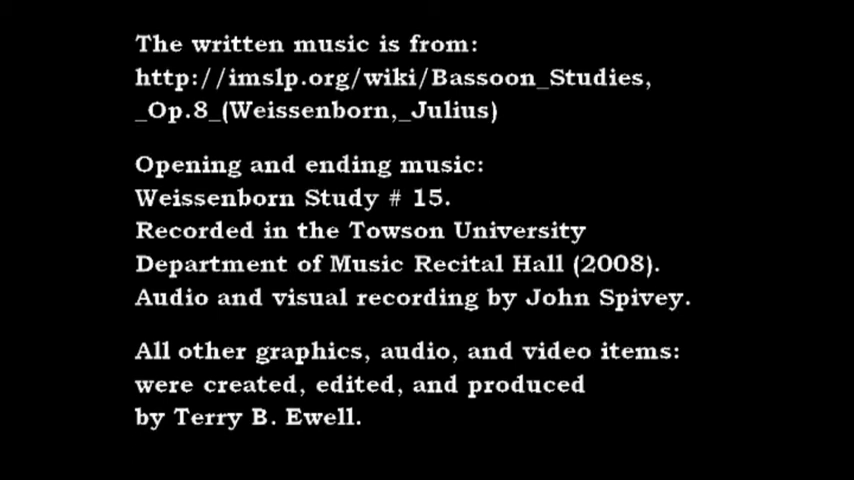 The written music is from:
http://imslp.org/wiki/Bassoon_Studies,
_Op.8_(Weissenborn,_Julius)
Opening and ending music:
Weissenborn Study # 15.
Recorded in the Towson University
Department of Music Recital Hall (2008).
Audio and visual recording by John Spivey.
All other graphics, audio, and video items:
were created, edited, and produced
by Terry B. Ewell.